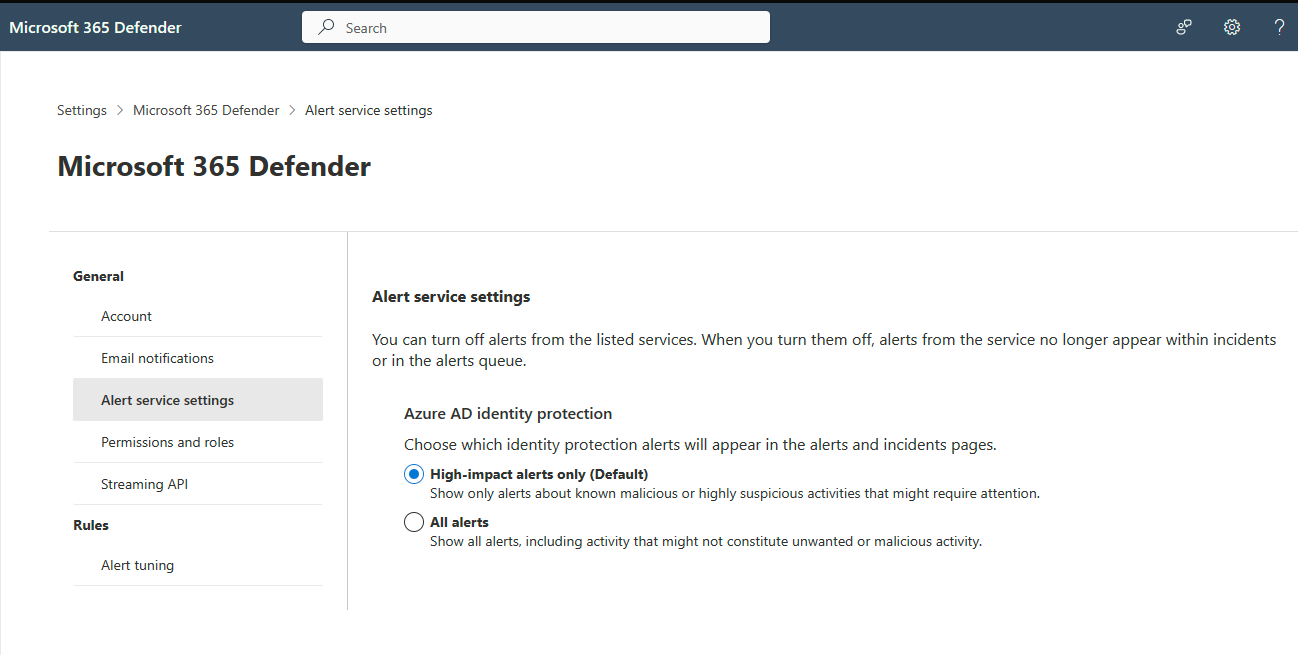 Microsoft 365 Defender
Search
?
Settings > Microsoft 365 Defender > Alert service settings
Microsoft 365 Defender
General
Account
Email notifications
Alert service settings
Permissions and roles
Streaming API
Rules
Alert tuning
Alert service settings
You can turn off alerts from the listed services. When you turn them off, alerts from the service no longer appear within incidents
or in the alerts queue.
Azure AD identity protection
Choose which identity protection alerts will appear in the alerts and incidents pages.
High-impact alerts only (Default)
Show only alerts about known malicious or highly suspicious activities that might require attention.
All alerts
Show all alerts, including activity that might not constitute unwanted or malicious activity.